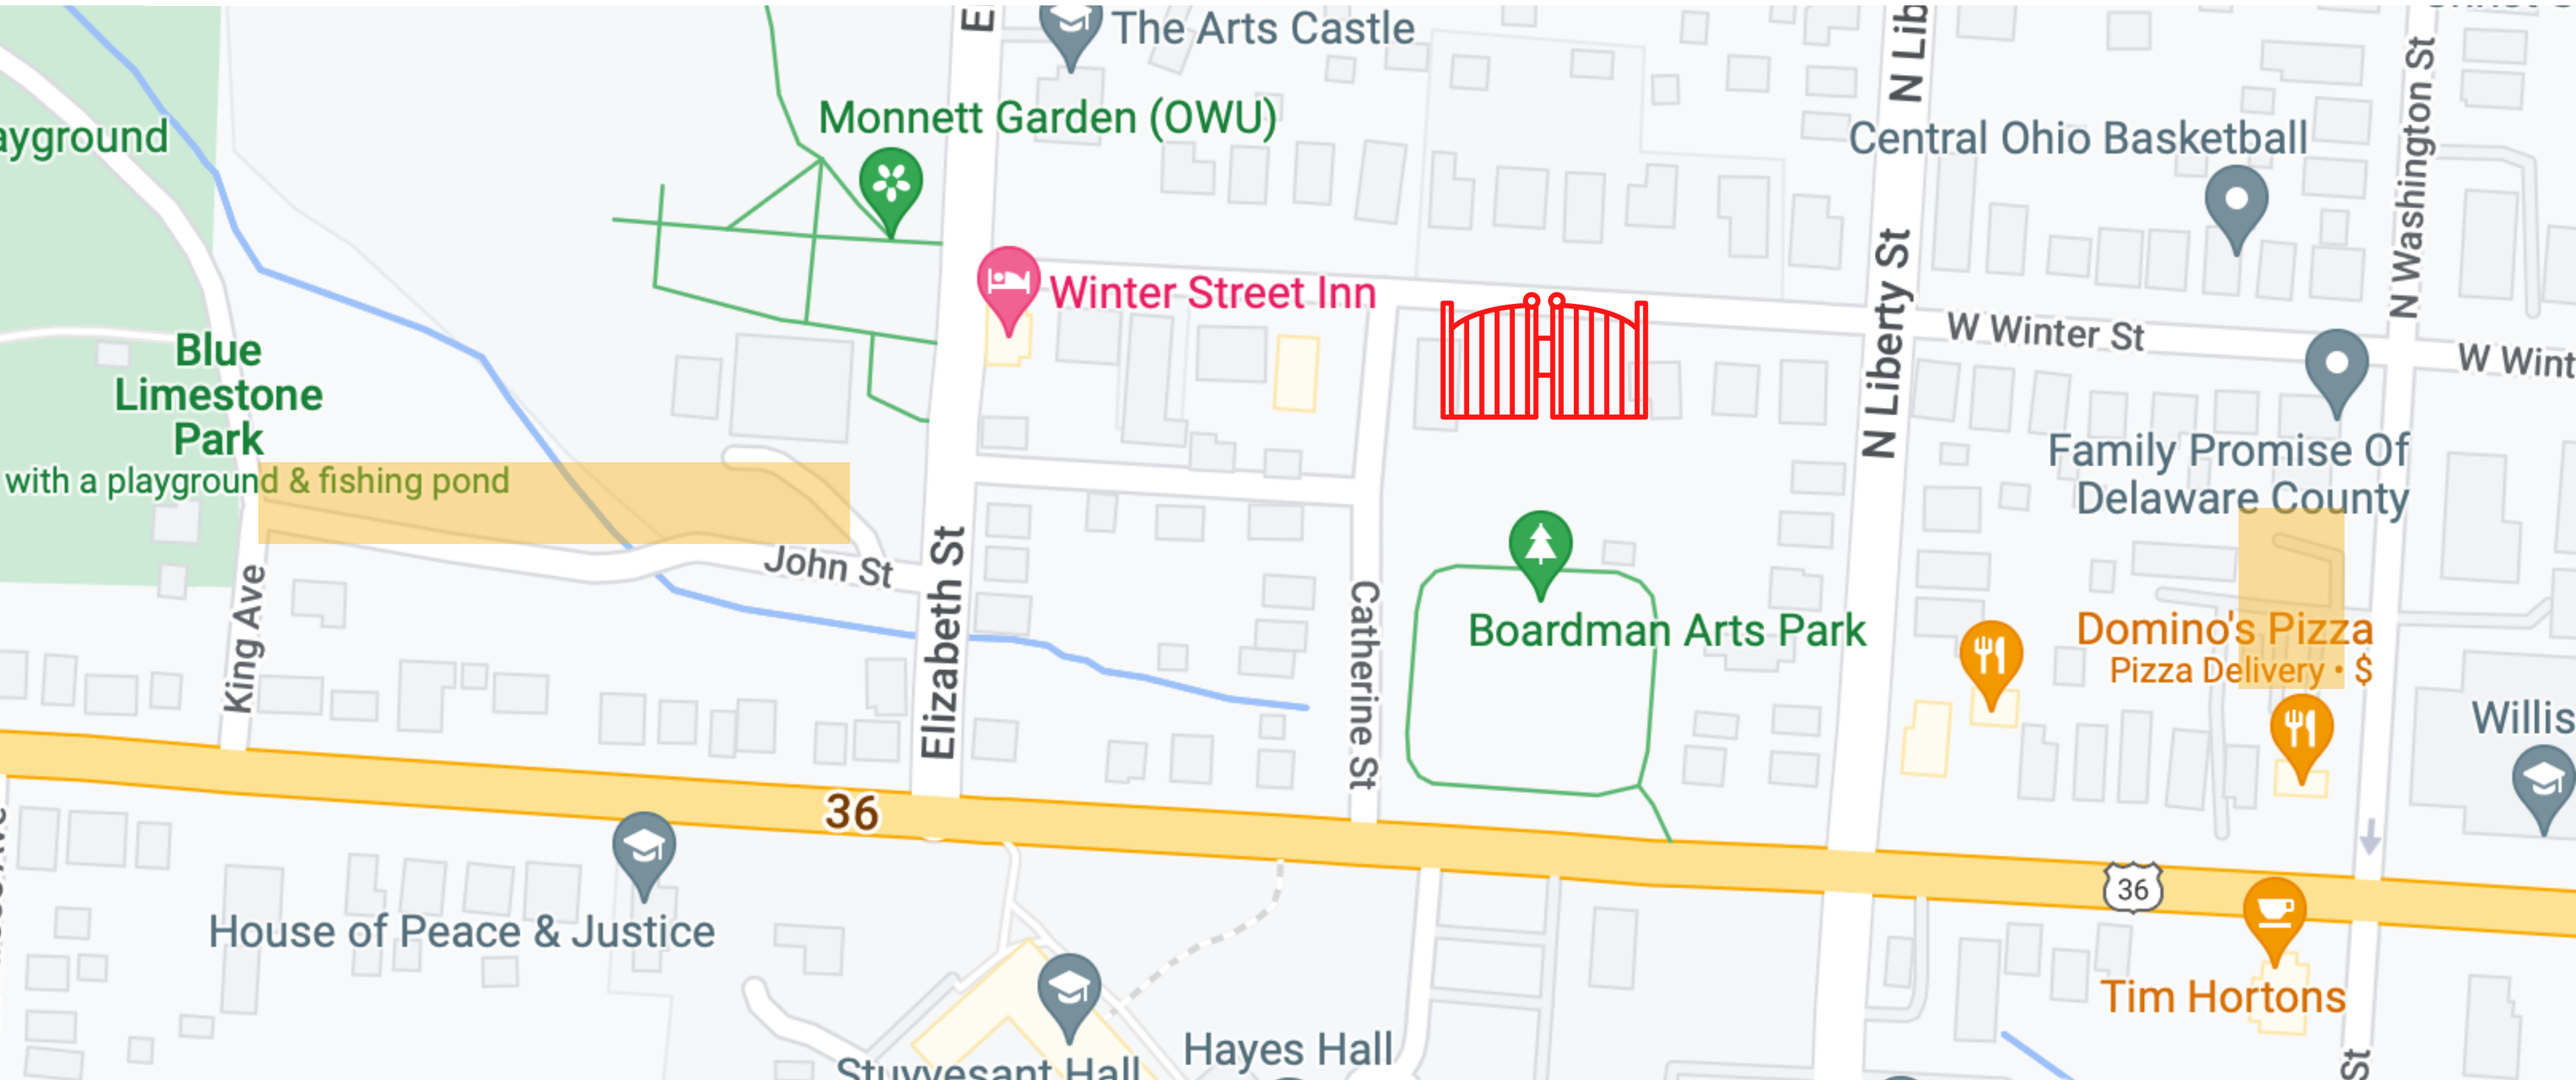 E
The Arts Castle
N Lib
N Washington St
Monnett Garden (OWU)
ayground
Central Ohio Basketball
Winter Street Inn
N Liberty St
W Winter St
W Wint
Blue
Limestone
Park
with a playground & fishing pond
Family Promise Of
Delaware County
John St
Elizabeth St
King Ave
Catherine St
Boardman Arts Park
Domino's Pizza
Pizza Delivery · $
Willis
36
36
House of Peace & Justice
Tim Hortons
Hayes Hall
Stuyvesant Hall
St